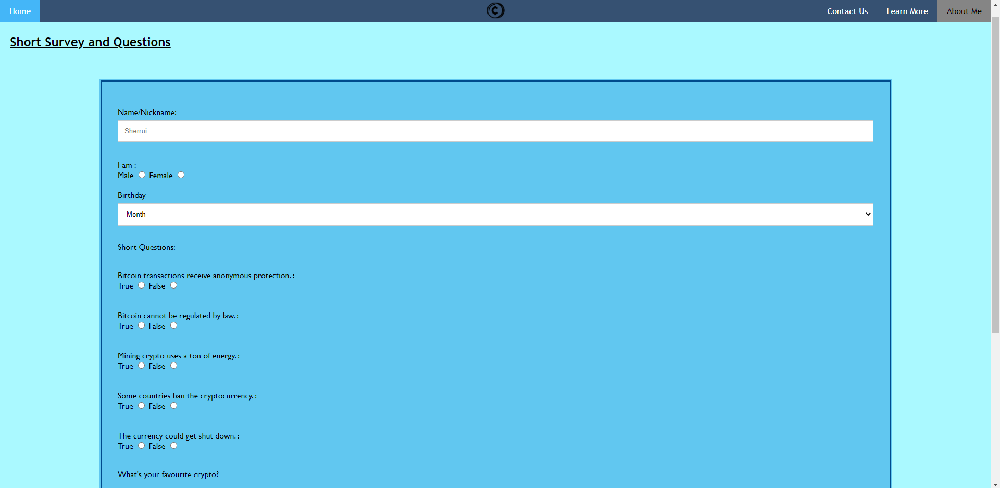 Home
Contact Us
Learn More
About Me
Short Survey and Questions
Name/Nickname:
Sherrui
I am :
Male Female
Birthday
Month
Short Questions:
Bitcoin transactions receive anonymous protection. :
True False
Bitcoin cannot be regulated by law. :
True False
Mining crypto uses a ton of energy. :
True False
Some countries ban the cryptocurrency. :
True False
The currency could get shut down. :
True False
What's your favourite crypto?